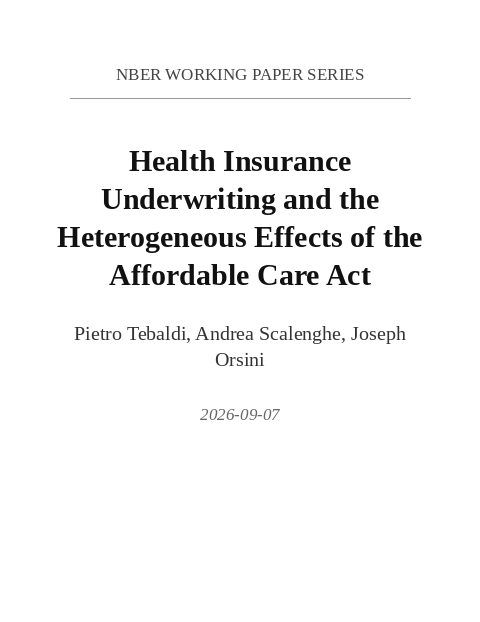 NBER WORKING PAPER SERIES
Health Insurance
Underwriting and the
Heterogeneous Effects of the
Affordable Care Act
Pietro Tebaldi, Andrea Scalenghe, Joseph
Orsini
2026-09-07